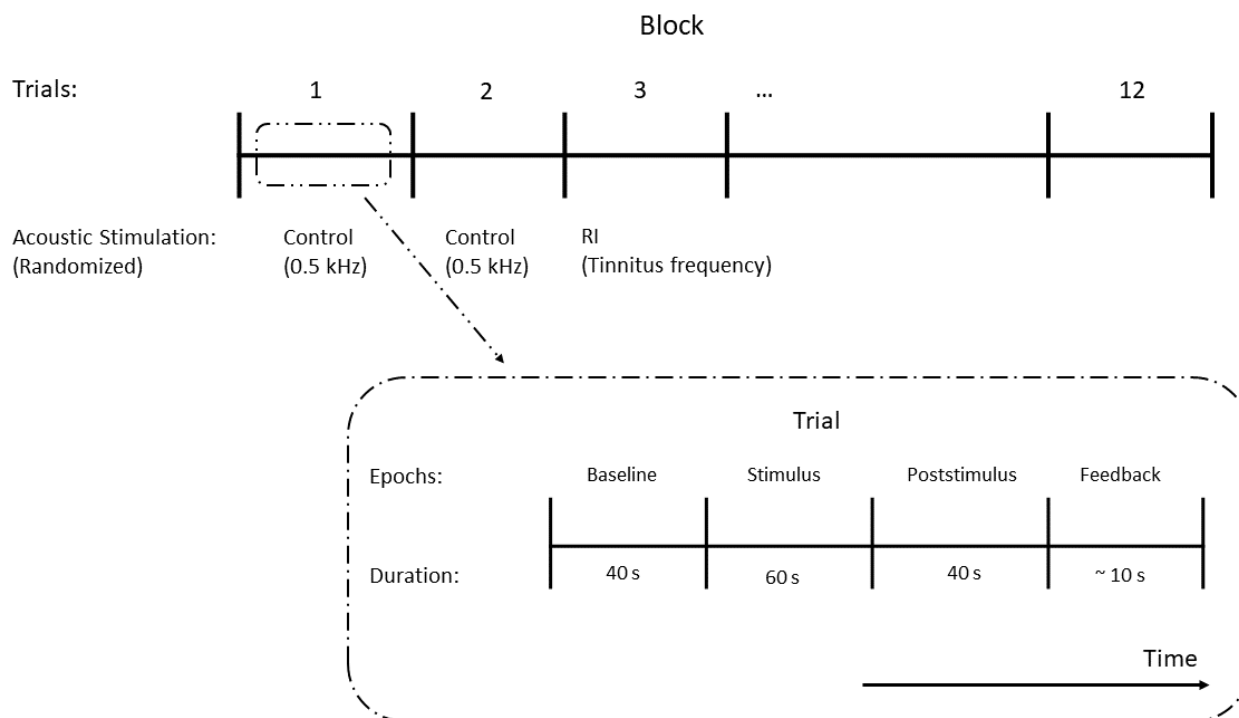 Block
Trials: 1 2 3 ... 12
Acoustic Stimulation: Control Control RI
(Randomized) (0.5 kHz) (0.5 kHz) (Tinnitus frequency)
Trial
Epochs: Baseline Stimulus Poststimulus Feedback
Duration: 40 s 60 s 40 s ~ 10 s
Time